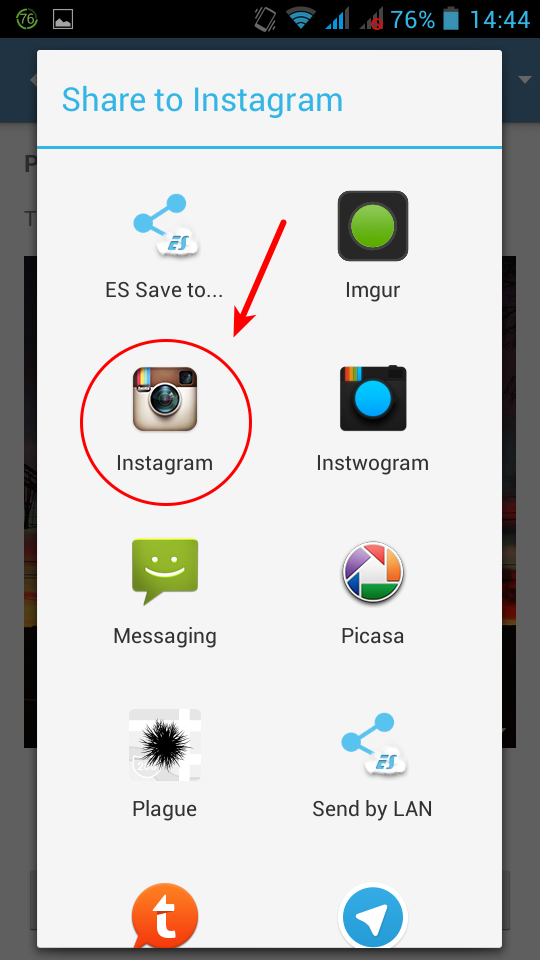 76 76% 14:44
Share to Instagram
P
T
ES ES Save to...
Imgur
Instagram
Instwogram
Messaging
Picasa
Plague
ES Send by LAN
t